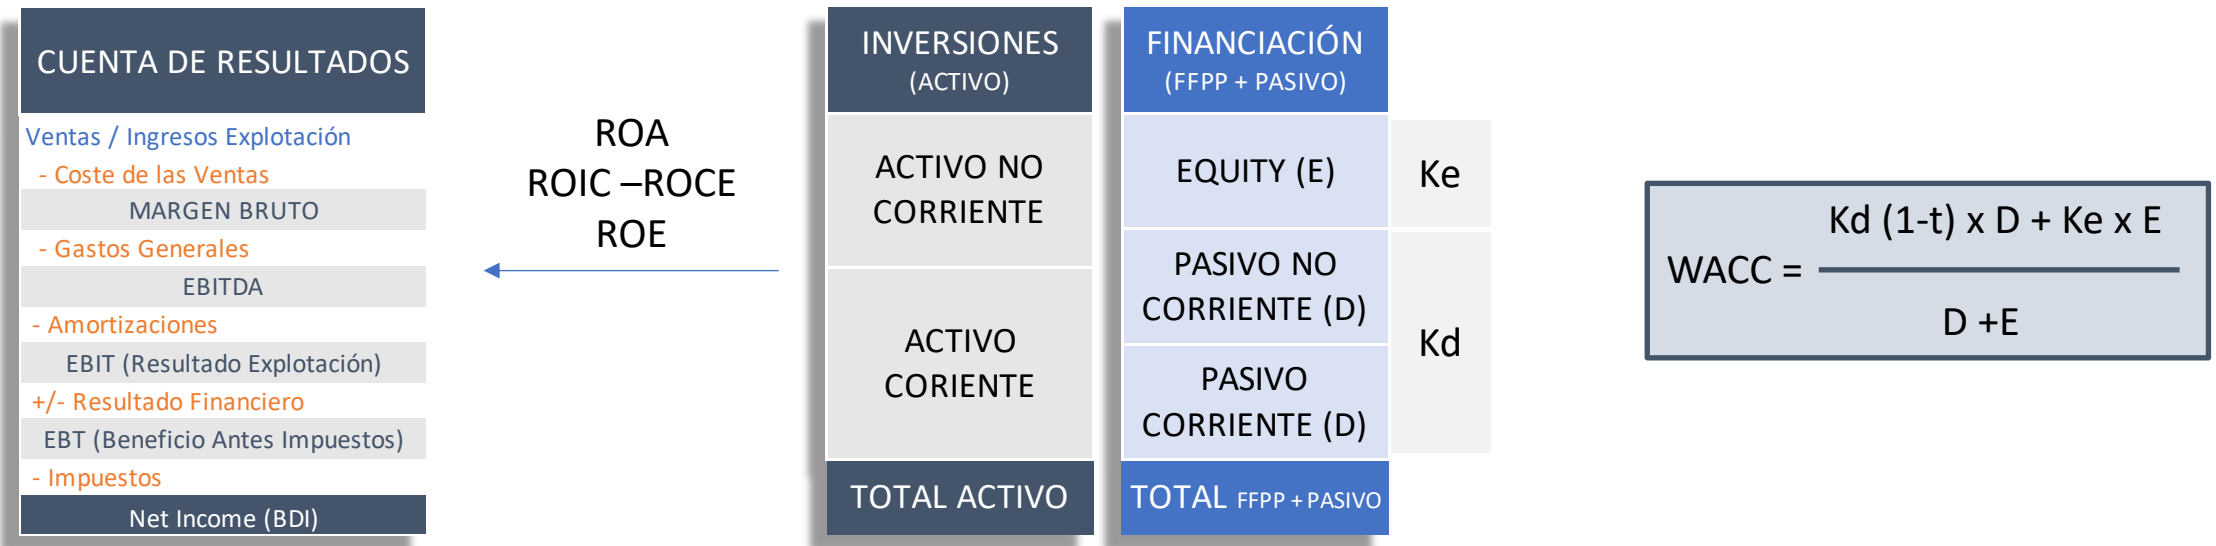 CUENTA DE RESULTADOS
Ventas / Ingresos Explotación
- Coste de las Ventas
MARGEN BRUTO
- Gastos Generales
EBITDA
- Amortizaciones
EBIT (Resultado Explotación)
+/- Resultado Financiero
EBT (Beneficio Antes Impuestos)
- Impuestos
Net Income (BDI)
ROA
ROIC –ROCE
ROE
INVERSIONES
(ACTIVO)
ACTIVO NO
CORRIENTE
ACTIVO
CORIENTE
TOTAL ACTIVO
FINANCIACIÓN
(FFPP + PASIVO)
EQUITY (E)
PASIVO NO
CORRIENTE (D)
PASIVO
CORRIENTE (D)
TOTAL FFPP + PASIVO
Ke
Kd
Kd (1-t) x D + Ke x E
WACC =
D +E